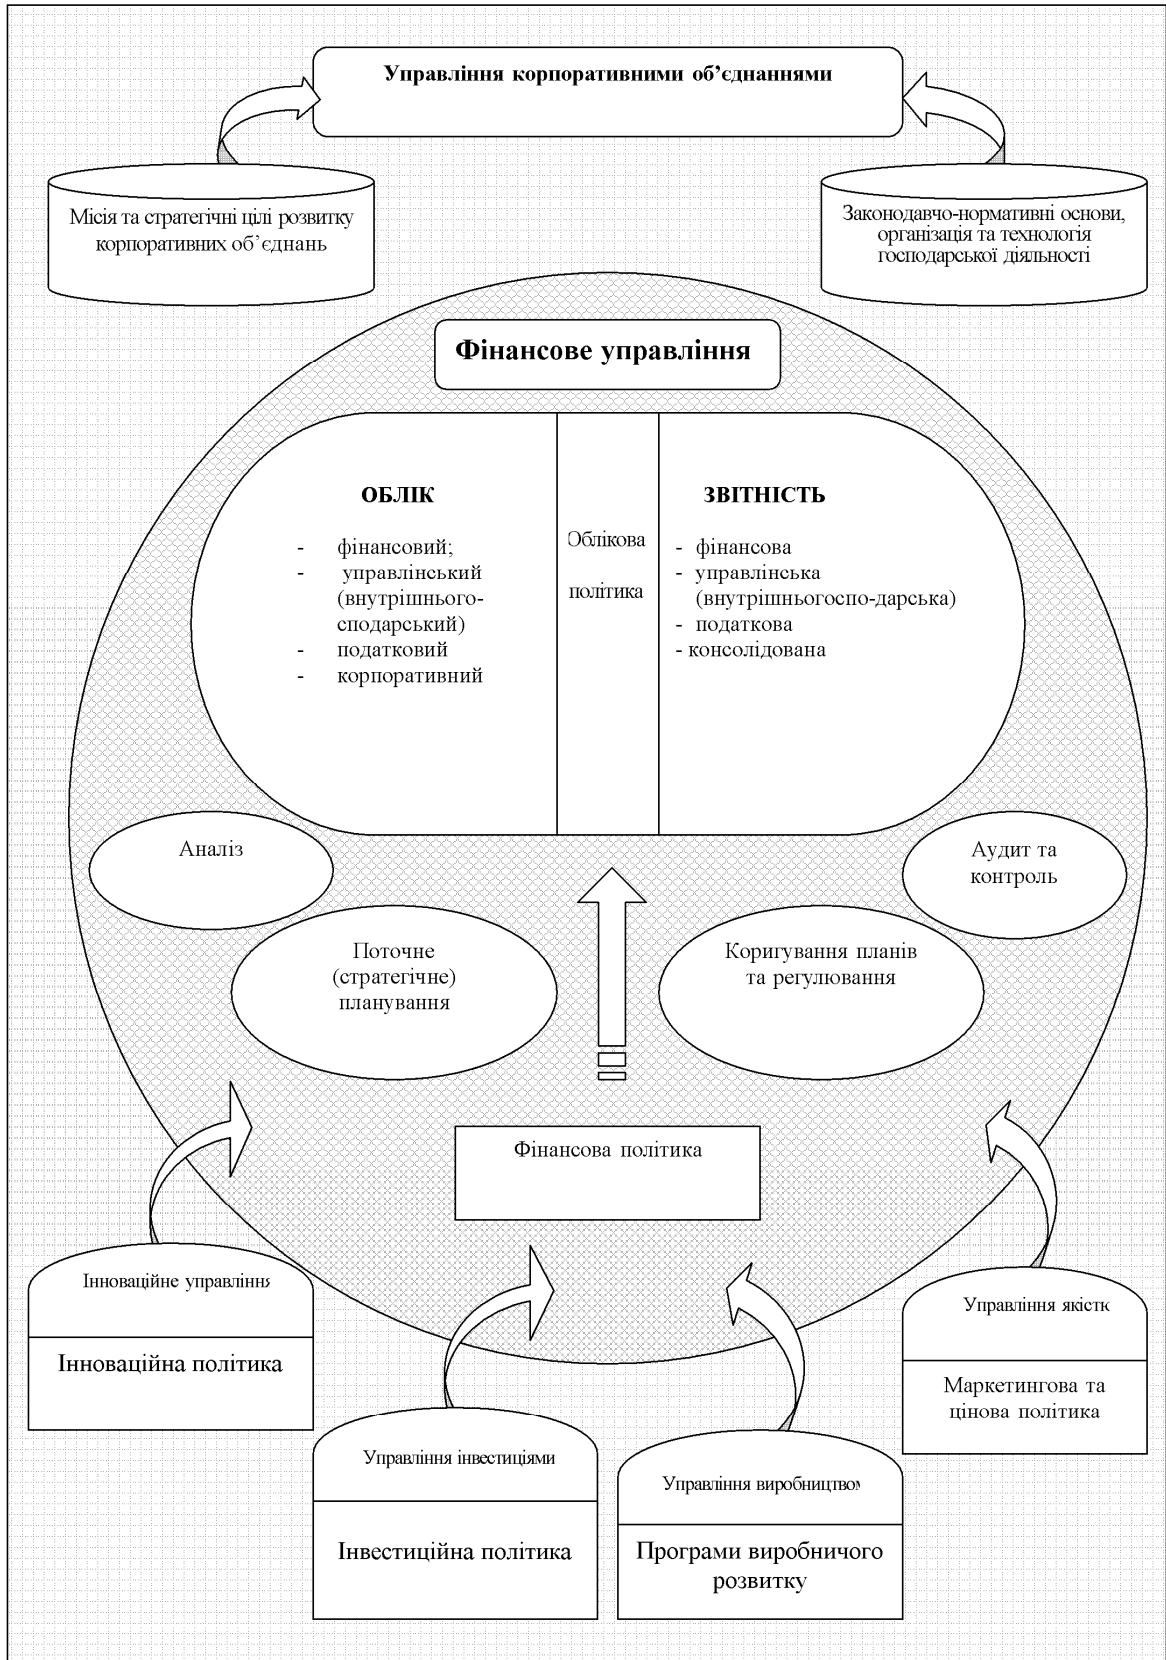 Управління корпоративними об’єднаннями
Місія та стратегічні цілі розвитку
корпоративних об’єднань
Законодавчо-нормативні основи,
організація та технологія
господарської діяльності
Фінансове управління
ОБЛІК
- фінансовий;
- управлінський
(внутрішнього-
сподарський)
- податковий
- корпоративний
Облікова
політика
ЗВІТНІСТЬ
- фінансова
- управлінська
(внутрішньогоспо-дарська)
- податкова
- консолідована
Аналіз
Аудит та
контроль
Поточне
(стратегічне)
планування
Коригування планів
та регулювання
Фінансова політика
Інноваційне управління
Інноваційна політика
Управління якістю
Маркетингова та
цінова політика
Управління інвестиціями
Інвестиційна політика
Управління виробництвом
Програми виробничого
розвитку